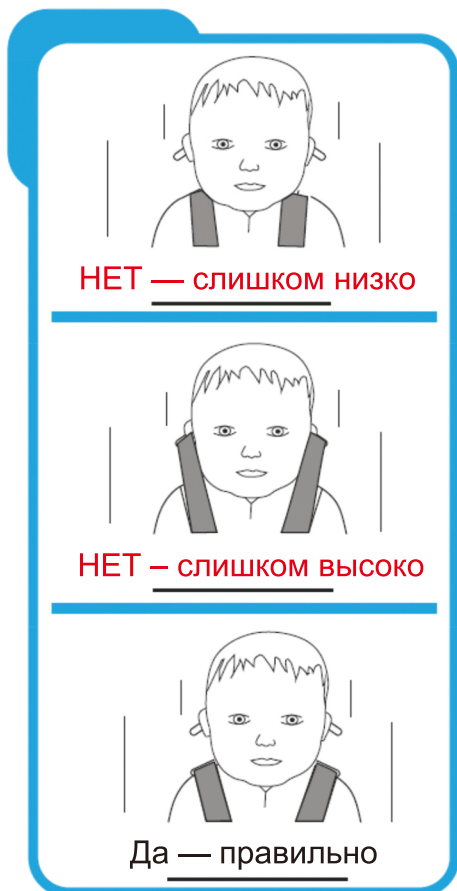 НЕТ — слишком низко
НЕТ – слишком высоко
Да — правильно